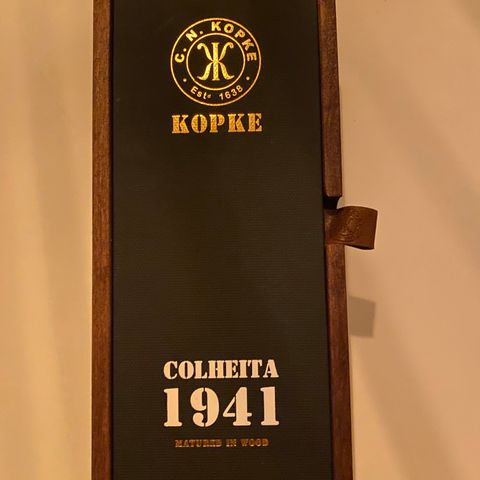 C. N. KOPKE
Estᵈ 1638
KOPKE
COLHEITA
1941
MATURED IN WOOD